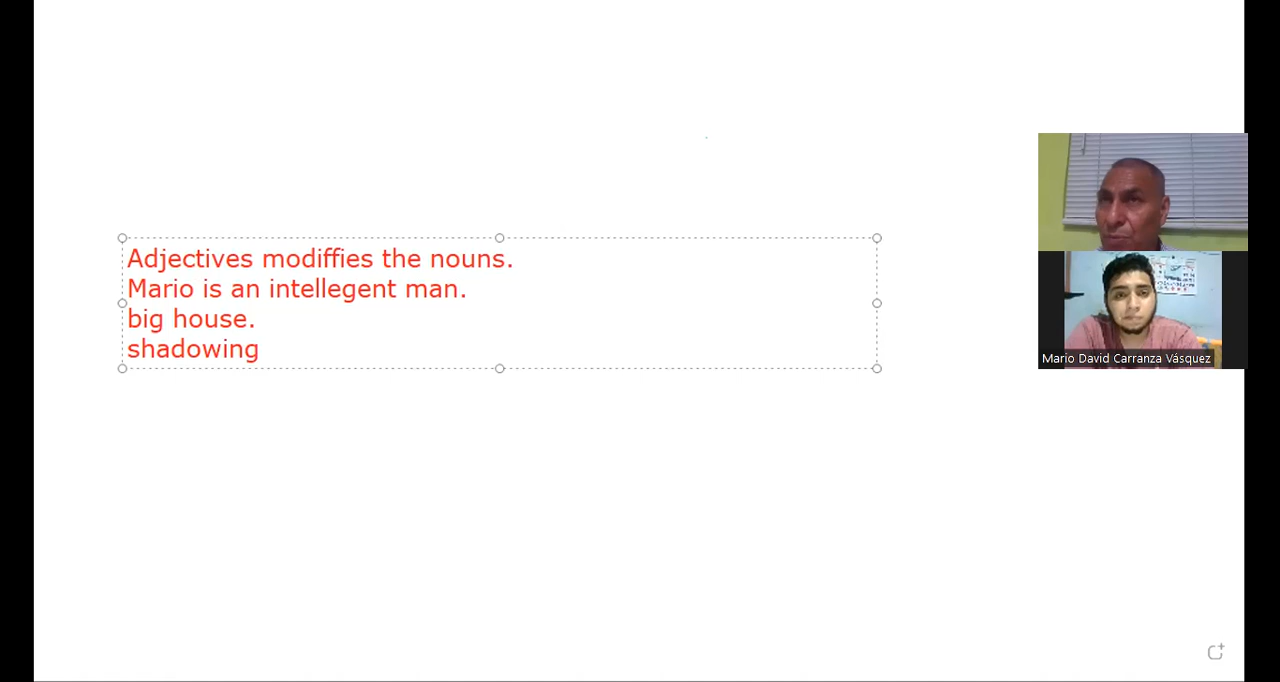 Adjectives modiffies the nouns.
Mario is an intellegent man.
big house.
shadowing
Mario David Carranza Vásquez